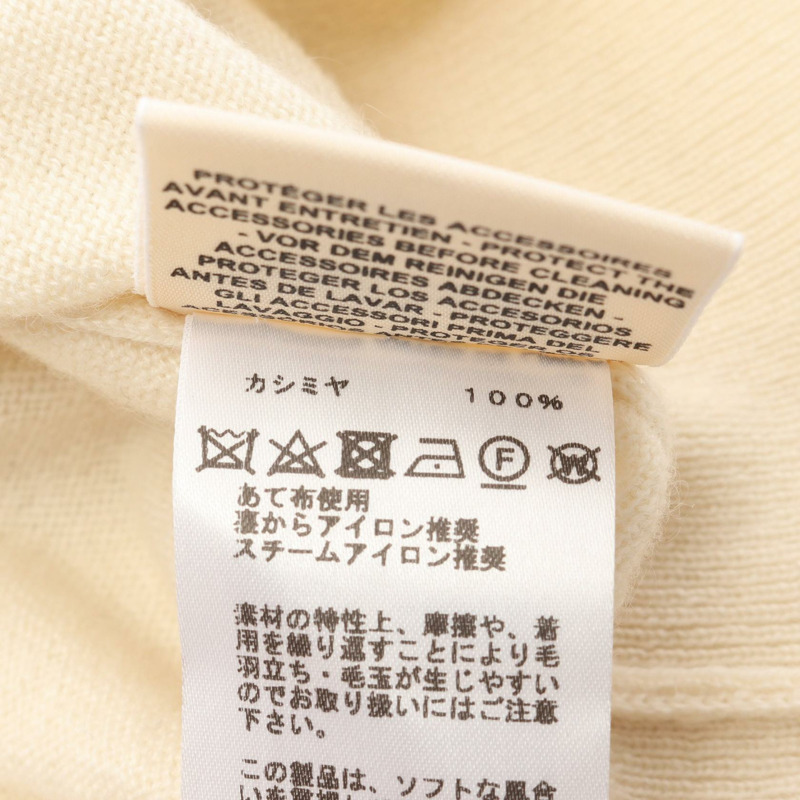 PROTÉGER LES ACCESSOIRES
AVANT ENTRETIEN - PROTECT THE
ACCESSORIES BEFORE CLEANING
- VOR DEM REINIGEN DIE
ACCESSOIRES ABDECKEN -
PROTEGER LOS ACCESORIOS
ANTES DE LAVAR - PROTEGGERE
GLI ACCESSORI PRIMA DEL
LAVAGGIO - PROTEGER OS
カシミヤ 100%
F W
あて布使用
裏からアイロン推奨
スチームアイロン推奨
素材の特性上、摩擦や、着
用を繰り返すことにより毛
羽立ち・毛玉が生じやすい
のでお取り扱いにはご注意
下さい。
この製品は、ソフトな風合